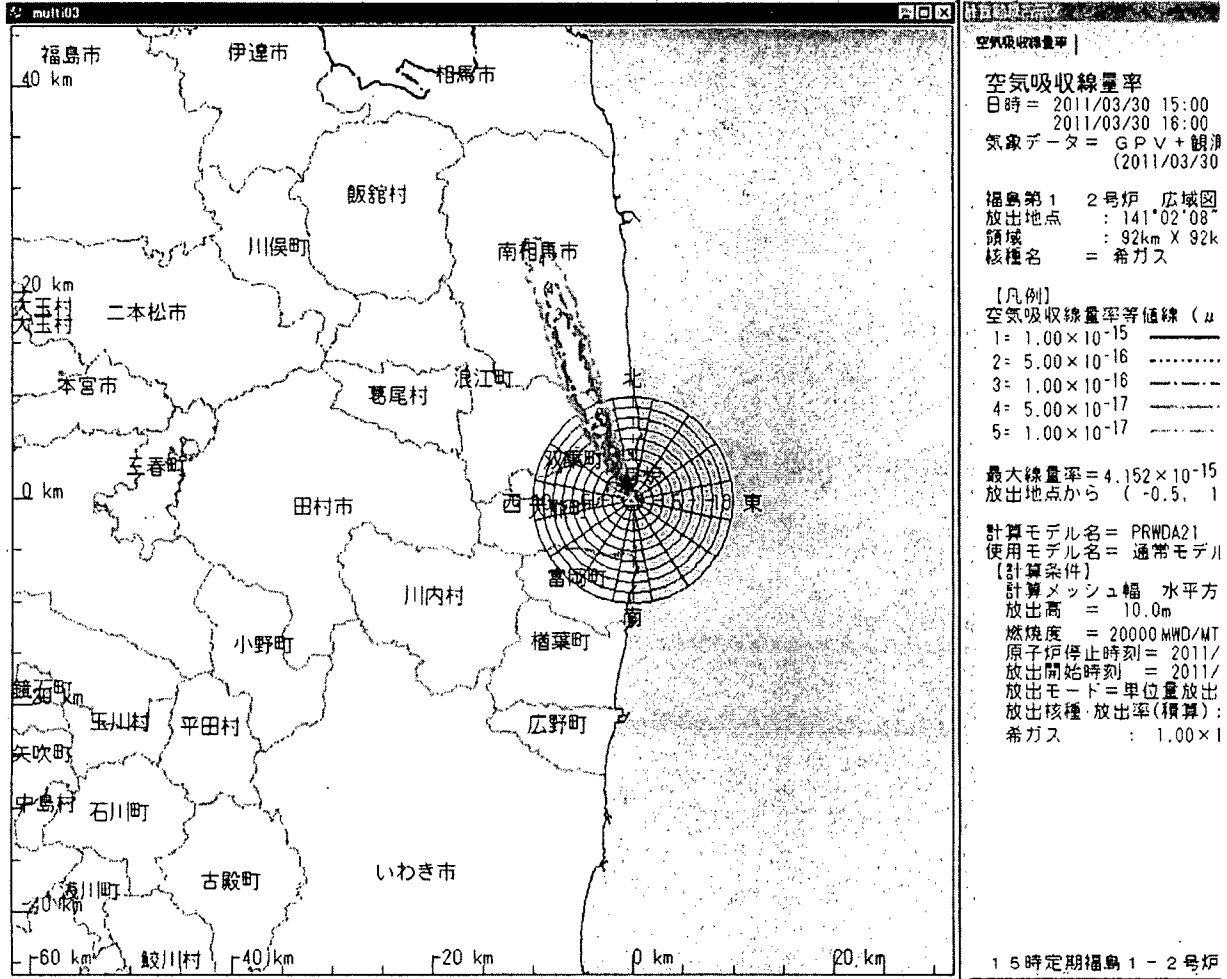 multi03
福島市
伊達市
相馬市
40 km
飯舘村
川俣町
南相馬市
20 km
大玉村
大玉村
二本松市
本宮市
浪江町
北
葛尾村
三春町
双葉町
0 km
田村市
西
東
富岡町
川内村
南
小野町
楢葉町
鏡石町
玉川村
平田村
広野町
矢吹町
中島村
石川町
古殿町
いわき市
浅川町
-40 km
-60 km
鮫川村
-40 km
-20 km
0 km
20 km
空気吸収線量率
空気吸収線量率
日時= 2011/03/30 15:00
2011/03/30 16:00
気象データ= GPV+観測
(2011/03/30
福島第1 2号炉 広域図
放出地点 : 141°02'08"
領域 : 92km X 92k
核種名 = 希ガス
【凡例】
空気吸収線量率等値線 (μ
1= 1.00×10⁻¹⁵
2= 5.00×10⁻¹⁶
3= 1.00×10⁻¹⁶
4= 5.00×10⁻¹⁷
5= 1.00×10⁻¹⁷
最大線量率=4.152×10⁻¹⁵
放出地点から ( -0.5, 1
計算モデル名= PRWDA21
使用モデル名= 通常モデル
【計算条件】
計算メッシュ幅 水平方
放出高 = 10.0m
燃焼度 = 20000MWD/MT
原子炉停止時刻= 2011/
放出開始時刻 = 2011/
放出モード=単位量放出
放出核種・放出率(積算):
希ガス : 1.00×1
15時定期福島1-2号炉